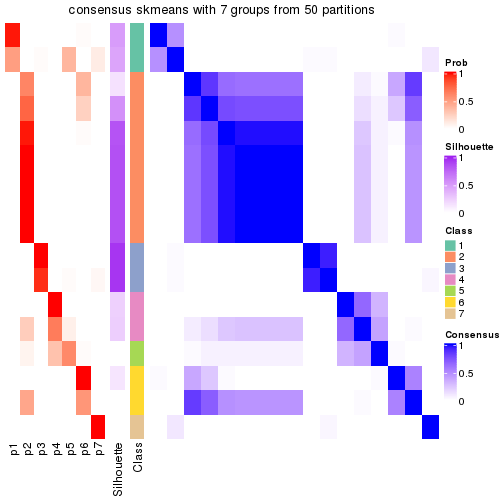 consensus skmeans with 7 groups from 50 partitions
Prob
1
0.5
0
Silhouette
1
0.5
0
Class
1
2
3
4
5
6
7
Consensus
1
0.5
0
p1
p2
p3
p4
p5
p6
p7
Silhouette
Class